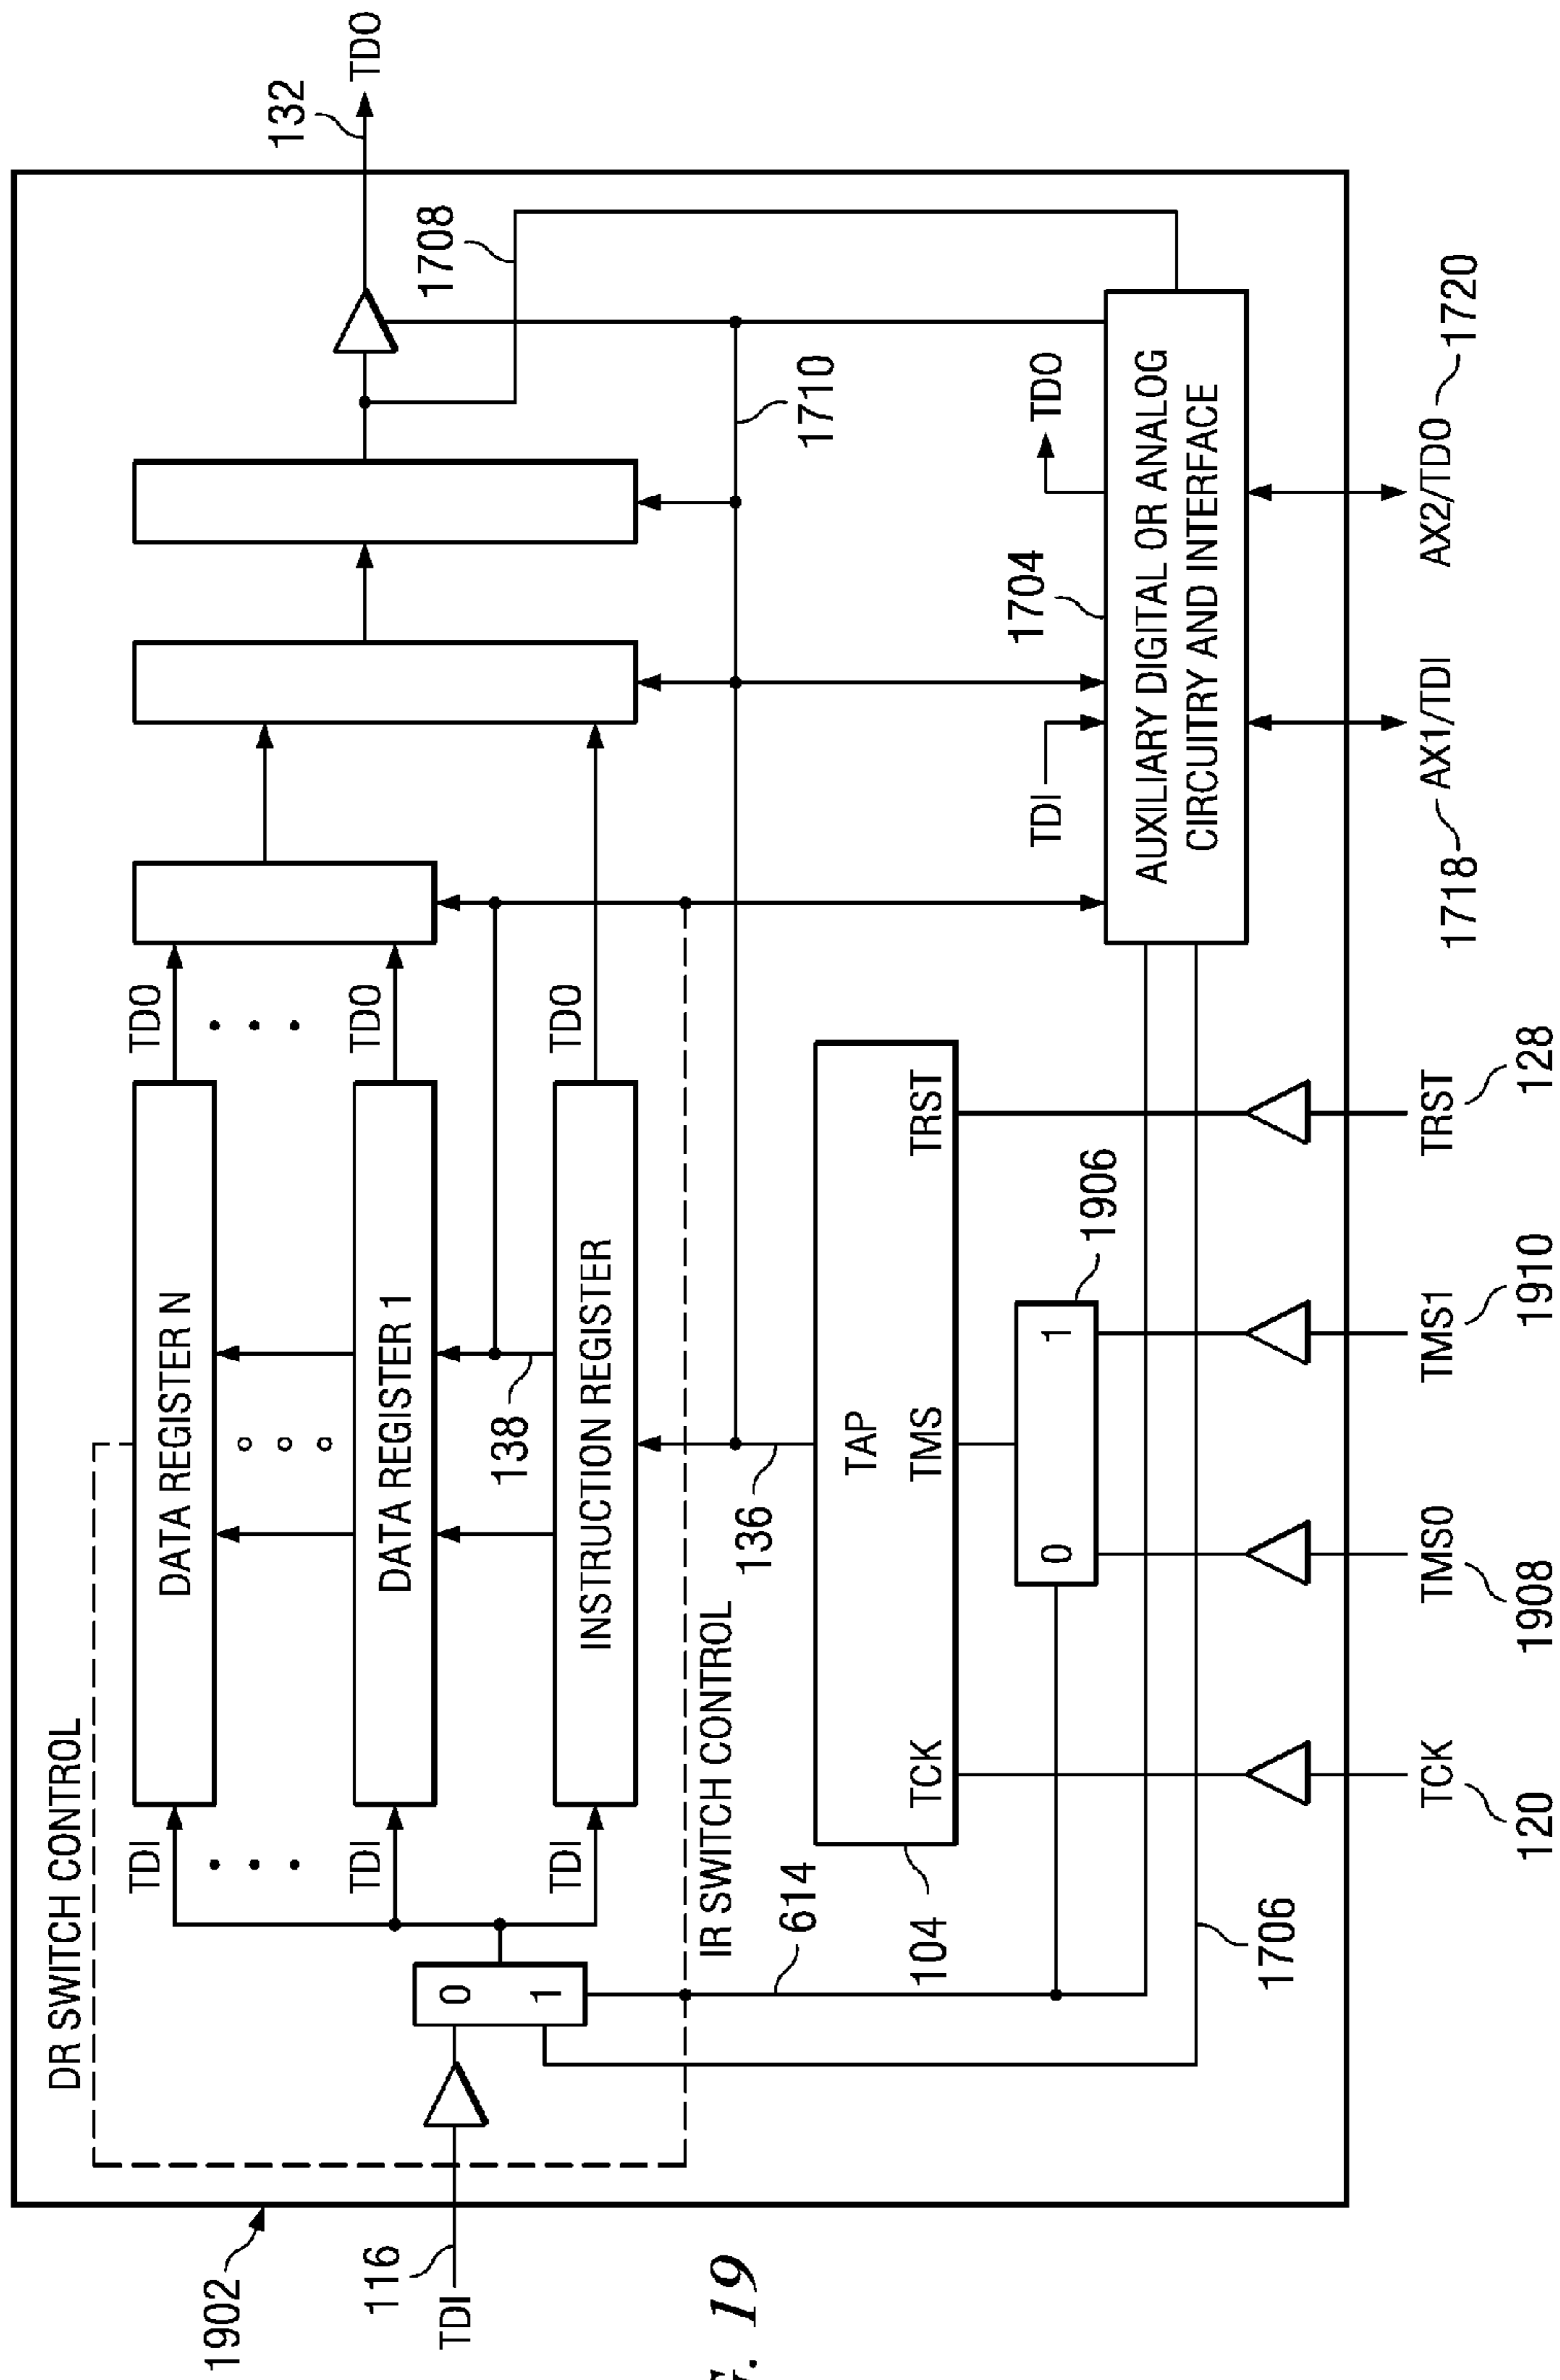 1902
116
TDI
DR SWITCH CONTROL
TDI
TDI
TDI
0
1
DATA REGISTER N
DATA REGISTER 1
INSTRUCTION REGISTER
138
TDO
TDO
TDO
132
TDO
1708
1710
IR SWITCH CONTROL
614
136
104
TAP
TCK
TMS
TRST
0
1
1906
1706
1704
TDI
TDO
AUXILIARY DIGITAL OR ANALOG
CIRCUITRY AND INTERFACE
TCK
120
TMS0
1908
TMS1
1910
TRST
128
1718
AX1/TDI
AX2/TDO
1720
19